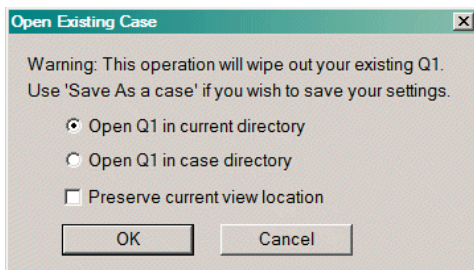 Open Existing Case
Warning: This operation will wipe out your existing Q1.
Use 'Save As a case' if you wish to save your settings.
Open Q1 in current directory
Open Q1 in case directory
Preserve current view location
OK Cancel